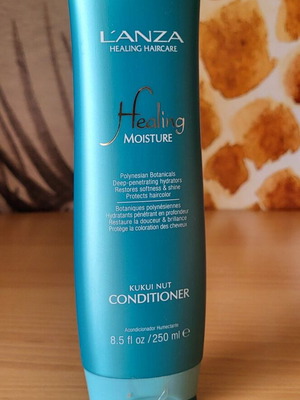 L'ANZA
HEALING HAIRCARE
Healing
MOISTURE
Polynesian Botanicals
Deep-penetrating hydrators
Restores softness & shine
Protects haircolor
Botaniques polynésiennes
Hydratants pénétrant en profondeur
Restaure la douceur & brillance
Protège la coloration des cheveux
KUKUI NUT
CONDITIONER
Acondicionador Humectante
8.5 fl oz / 250 ml e